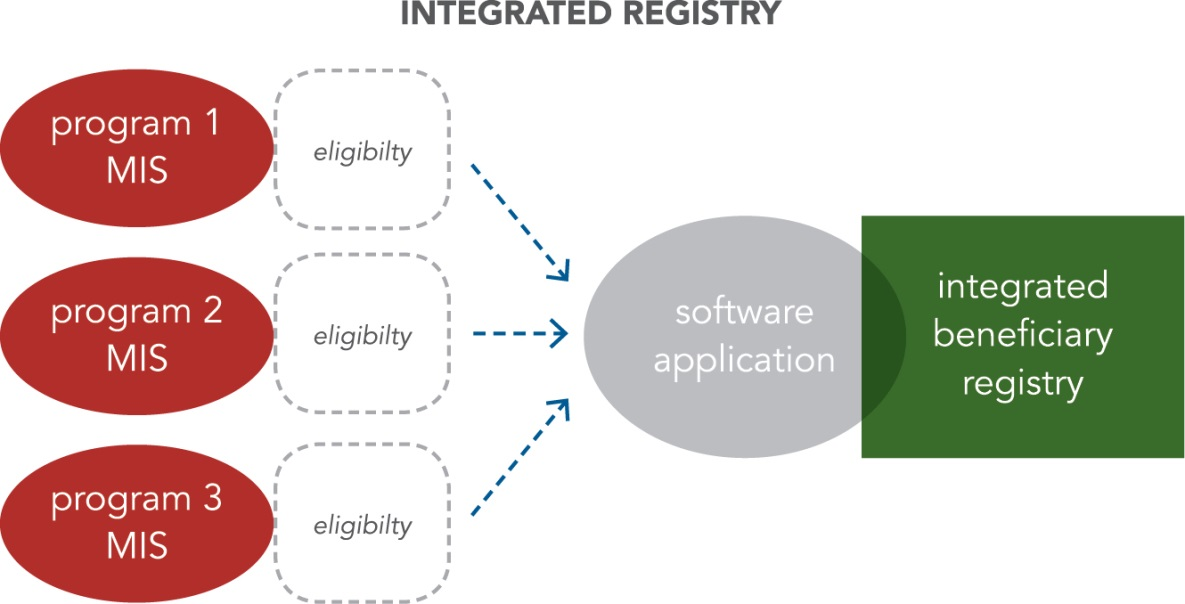 INTEGRATED REGISTRY
program 1
MIS
eligibilty
program 2
MIS
eligibilty
program 3
MIS
eligibilty
software
application
integrated
beneficiary
registry